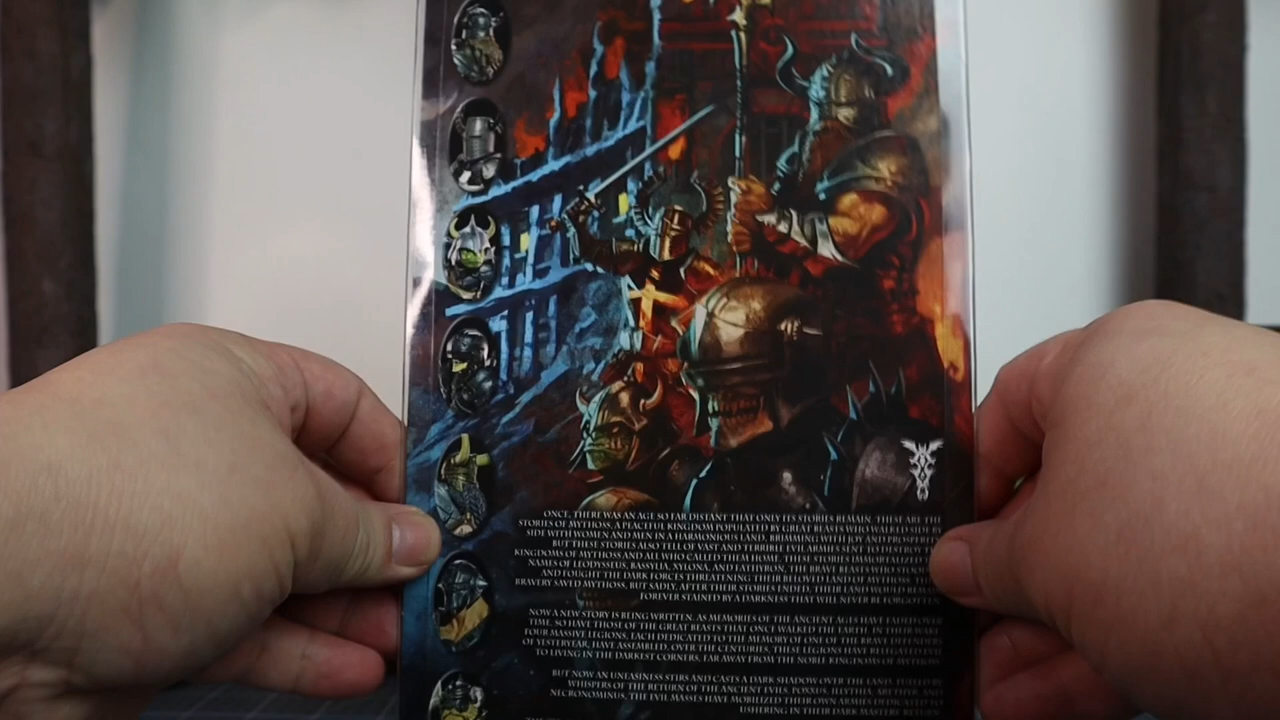 ONCE, THERE WAS AN AGE SO FAR DISTANT THAT ONLY ITS STORIES REMAIN. THESE ARE THE
STORIES OF MYTHOSS, A PEACEFUL KINGDOM POPULATED BY GREAT BEASTS WHO WALKED SIDE BY
SIDE WITH WOMEN AND MEN IN A HARMONIOUS LAND, BRIMMING WITH JOY AND
BUT THESE STORIES ALSO TELL OF VAST AND TERRIBLE EVIL ARMIES SENT TO DESTROY
KINGDOMS OF MYTHOSS AND ALL WHO CALLED THEM HOME. THESE STORIES IMMORTALIZED
NAMES OF LEODYSSEUS, BASSYLIA, XYLONA, AND FATHYRON, THE BRAVE BEASTS WHO
AND FOUGHT THE DARK FORCES THREATENING THEIR BELOVED LAND OF MYTHOSS.
BRAVERY SAVED MYTHOSS, BUT SADLY, AFTER THEIR STORIES ENDED, THEIR LAND WOULD
FOREVER STAINED BY A DARKNESS THAT WILL NEVER BE FORGOTTEN.
NOW A NEW STORY IS BEING WRITTEN. AS MEMORIES OF THE ANCIENT AGES HAVE FADED OVER
TIME, SO HAVE THOSE OF THE GREAT BEASTS THAT ONCE WALKED THE EARTH. IN THEIR WAKE,
FOUR MASSIVE LEGIONS, EACH DEDICATED TO THE MEMORY OF ONE OF THE BRAVE DEFENDERS
OF YESTERYEAR, HAVE ASSEMBLED. OVER THE CENTURIES, THESE LEGIONS HAVE RELEGATED EVIL
TO LIVING IN THE DARKEST CORNERS, FAR AWAY FROM THE NOBLE KINGDOMS OF MYTHOSS.
BUT NOW AN UNEASINESS STIRS AND CASTS A DARK SHADOW OVER THE LAND. FUELED BY
WHISPERS OF THE RETURN OF THE ANCIENT EVILS, POXXUS, ILLYTHIA, ARETHYR, AND
NECRONOMINUS, THE EVIL MASSES HAVE MOBILIZED THEIR OWN ARMIES DEDICATED TO
USHERING IN THEIR DARK MASTERS' RETURN.